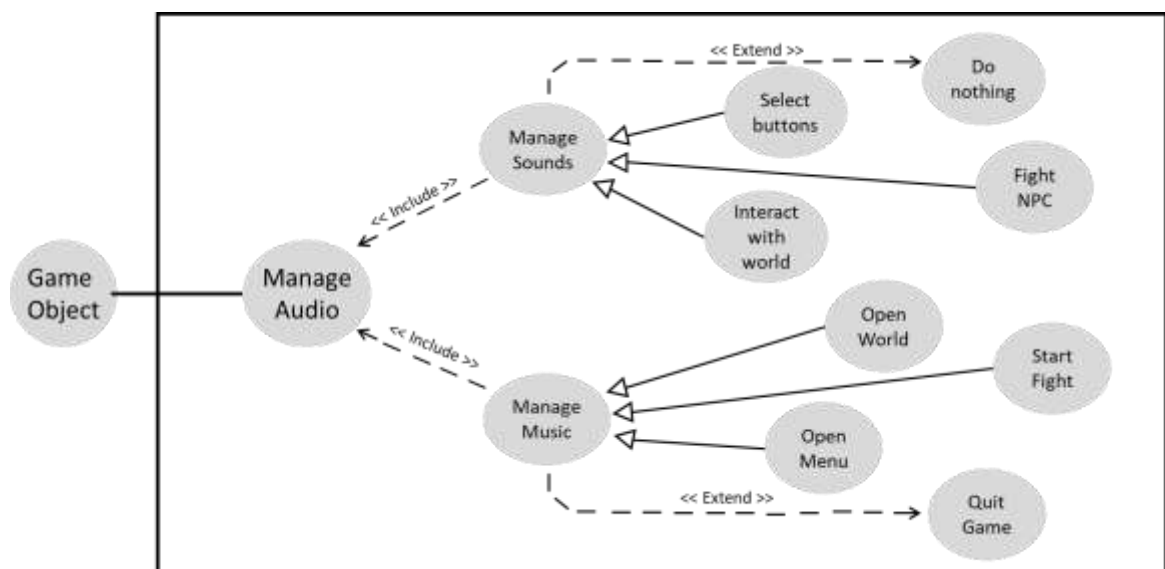 << Extend >>
Do
nothing
Select
buttons
Manage
Sounds
Fight
NPC
<< Include >>
Interact
with
world
Game
Object
Manage
Audio
Open
World
<< Include >>
Start
Fight
Manage
Music
Open
Menu
<< Extend >>
Quit
Game